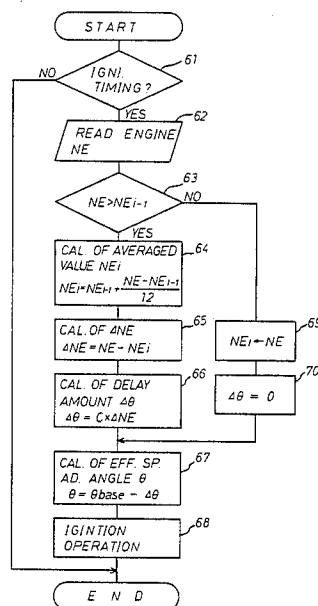 START
61
NO
IGNI.
TIMING?
YES
62
READ ENGINE
NE
63
NE>NEi-1
NO
YES
64
CAL. OF AVERAGED
VALUE NEi
NEi=NEi-1+ NE-NEi-1
12
65
CAL. OF ΔNE
ΔNE=NE-NEi
69
NEi←NE
66
CAL. OF DELAY
AMOUNT Δθ
Δθ=C×ΔNE
70
Δθ=0
67
CAL. OF EFF. SP.
AD. ANGLE θ
θ=θbase-Δθ
68
IGINTION
OPERATION
END